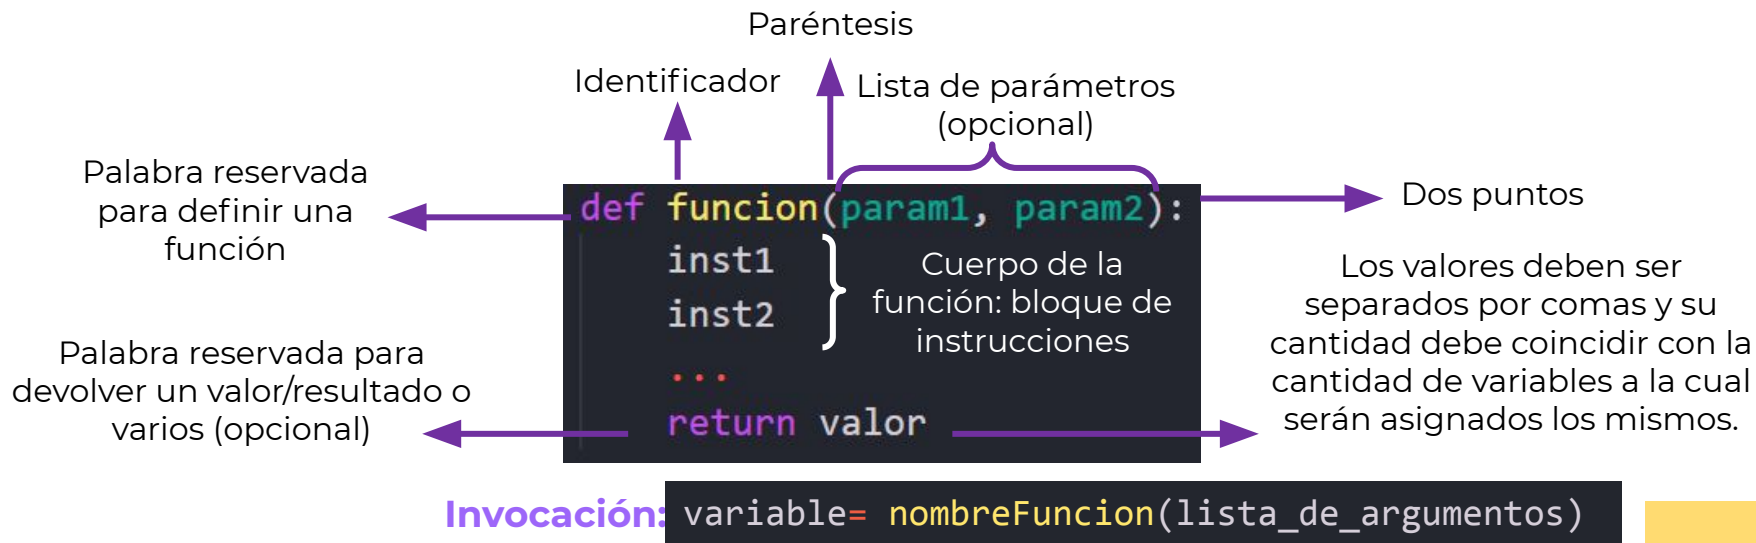 Paréntesis
Identificador
Lista de parámetros
(opcional)
Palabra reservada
para definir una
función
def funcion(param1, param2):
Dos puntos
inst1
inst2
...
return valor
Cuerpo de la
función: bloque de
instrucciones
Los valores deben ser
separados por comas y su
cantidad debe coincidir con la
cantidad de variables a la cual
serán asignados los mismos.
Palabra reservada para
devolver un valor/resultado o
varios (opcional)
Invocación: variable= nombreFuncion(lista_de_argumentos)